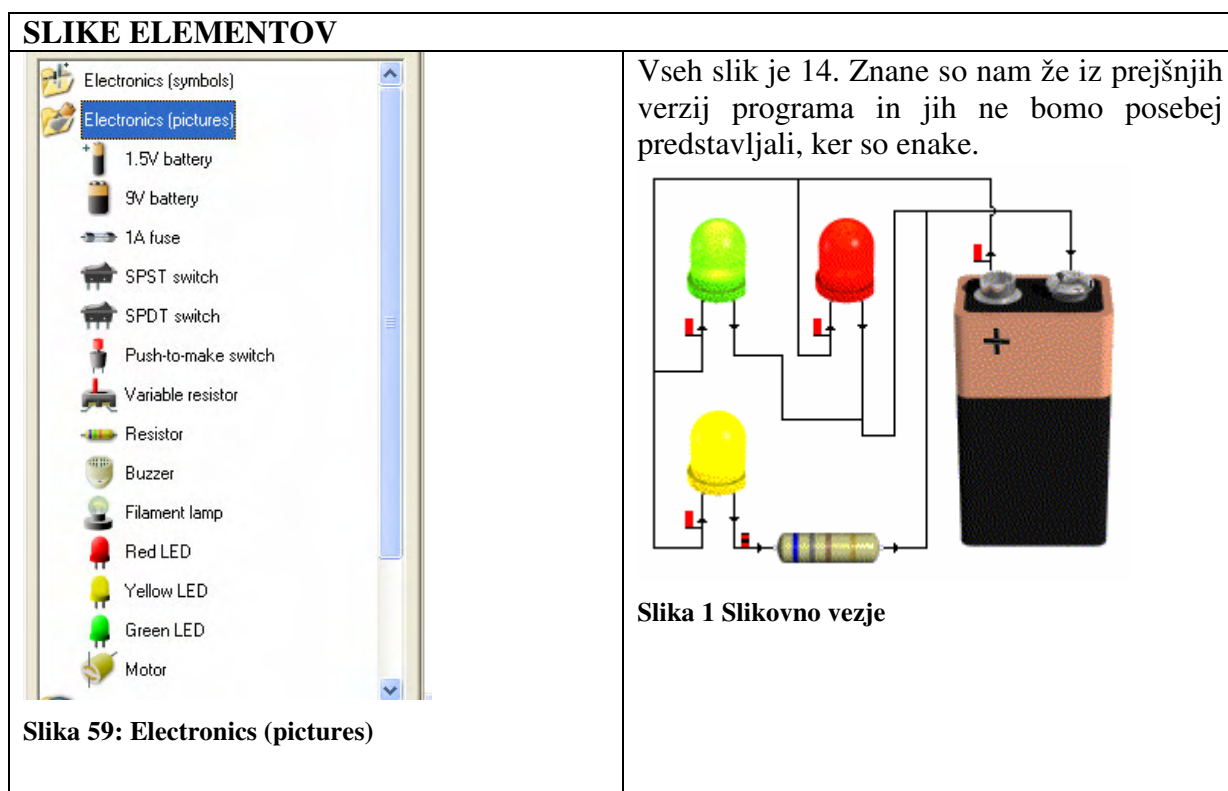 SLIKE ELEMENTOV
Electronics (symbols)
Electronics (pictures)
1.5V battery
9V battery
1A fuse
SPST switch
SPDT switch
Push-to-make switch
Variable resistor
Resistor
Buzzer
Filament lamp
Red LED
Yellow LED
Green LED
Motor
Slika 59: Electronics (pictures)
Vseh slik je 14. Znane so nam že iz prejšnjih
verzij programa in jih ne bomo posebej
predstavljali, ker so enake.
+
Slika 1 Slikovno vezje